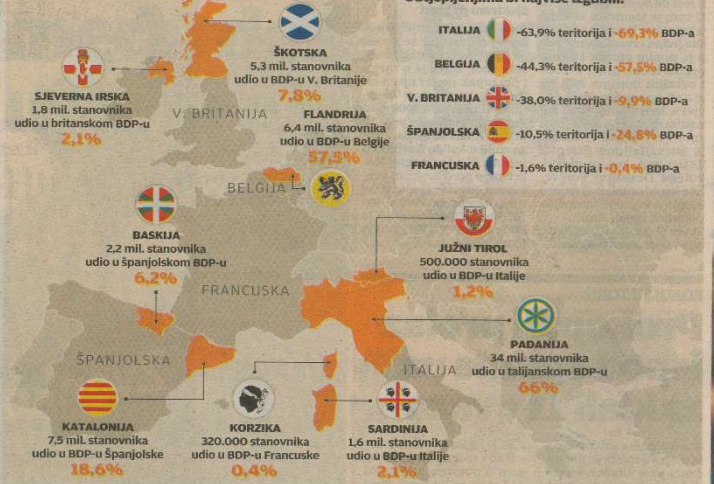 ITALIJA -63,9% teritorija i -69,3% BDP-a
BELGIJA -44,3% teritorija i -57,5% BDP-a
V. BRITANIJA -38,0% teritorija i -9,9% BDP-a
ŠPANJOLSKA -10,5% teritorija i -24,8% BDP-a
FRANCUSKA -1,6% teritorija i -0,4% BDP-a
ŠKOTSKA
5,3 mil. stanovnika
udio u BDP-u V. Britanije
7,8%
SJEVERNA IRSKA
1,8 mil. stanovnika
udio u britanskom BDP-u
2,1%
V. BRITANIJA
FLANDRIJA
6,4 mil. stanovnika
udio u BDP-u Belgije
57,5%
BELGIJA
BASKIJA
2,2 mil. stanovnika
udio u španjolskom BDP-u
6,2%
JUŽNI TIROL
500.000 stanovnika
udio u BDP-u Italije
1,2%
FRANCUSKA
PADANIJA
34 mil. stanovnika
udio u talijanskom BDP-u
66%
ŠPANJOLSKA
ITALIJA
KATALONIJA
7,5 mil. stanovnika
udio u BDP-u Španjolske
18,6%
KORZIKA
320.000 stanovnika
udio u BDP-u Francuske
0,4%
SARDINIJA
1,6 mil. stanovnika
udio u BDP-u Italije
2,1%